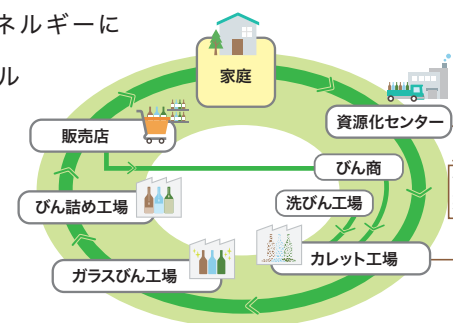 ネルギーに
ル
家庭
販売店
資源化センター
びん商
びん詰め工場
洗びん工場
カレット工場
ガラスびん工場